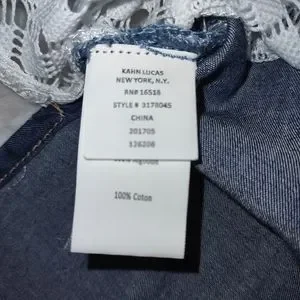 KAHN LUCAS
NEW YORK, N.Y.
RN# 16518
STYLE # 3178045
CHINA
201705
126208
100% Coton